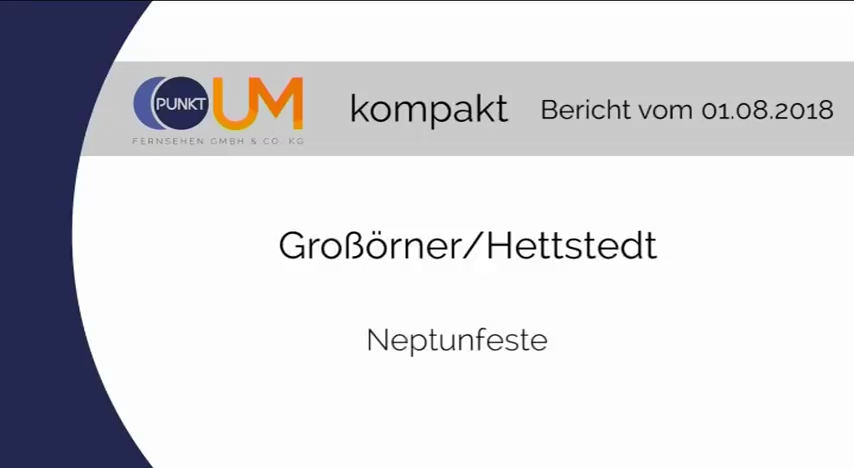 PUNKT UM
FERNSEHEN GMBH & CO. KG
kompakt
Bericht vom 01.08.2018
Großörner/Hettstedt
Neptunfeste